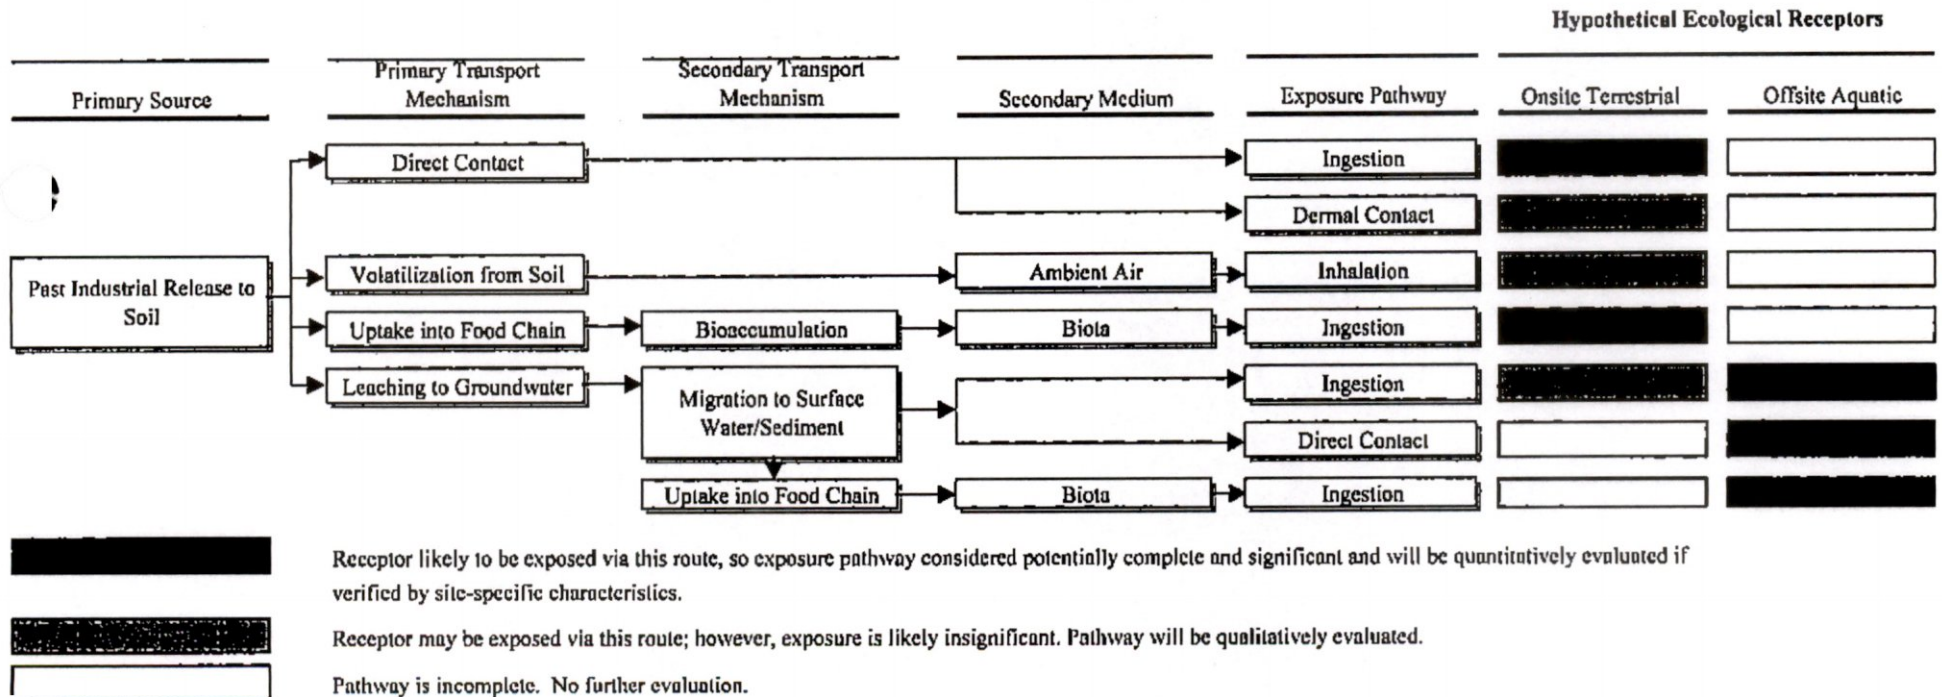 Hypothetical Ecological Receptors
Primary Source
Primary Transport
Mechanism
Secondary Transport
Mechanism
Secondary Medium
Exposure Pathway
Onsite Terrestrial
Offsite Aquatic
Direct Contact
Ingestion
Dermal Contact
Past Industrial Release to
Soil
Volatilization from Soil
Ambient Air
Inhalation
Uptake into Food Chain
Bioaccumulation
Biota
Ingestion
Leaching to Groundwater
Migration to Surface
Water/Sediment
Ingestion
Direct Contact
Uptake into Food Chain
Biota
Ingestion
Receptor likely to be exposed via this route, so exposure pathway considered potentially complete and significant and will be quantitatively evaluated if
verified by site-specific characteristics.
Receptor may be exposed via this route; however, exposure is likely insignificant. Pathway will be qualitatively evaluated.
Pathway is incomplete. No further evaluation.